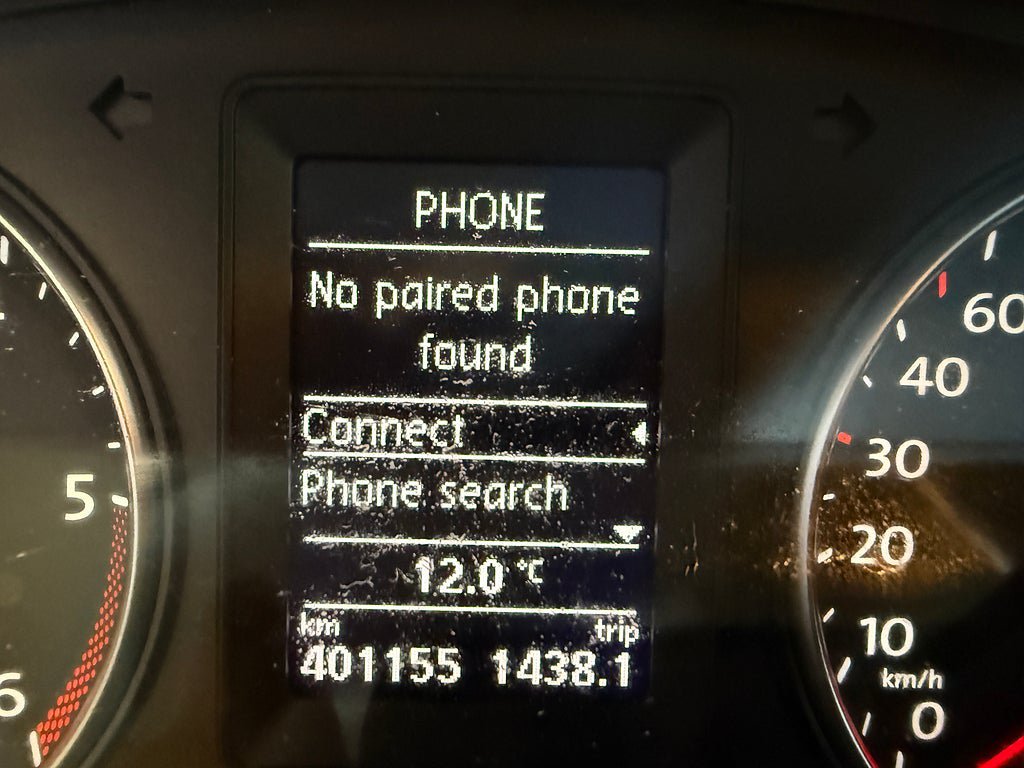 PHONE
No paired phone
found
Connect
Phone search
12.0 °C
km trip
401155 1438.1
5
6
60
40
30
20
10
km/h
0